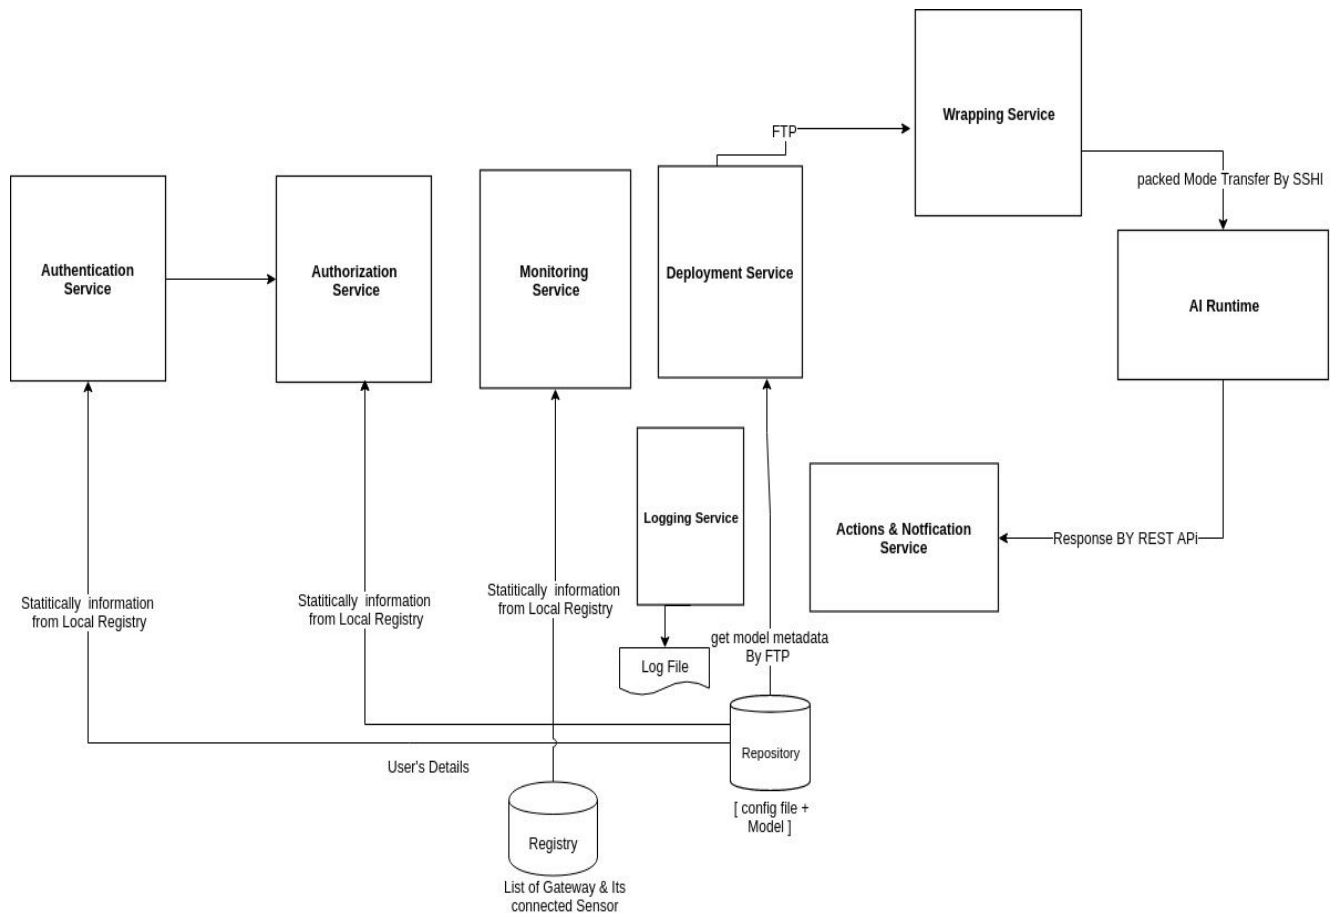 Wrapping Service
FTP
packed Mode Transfer By SSHI
Authentication
Service
Authorization
Service
Monitoring
Service
Deployment Service
AI Runtime
Logging Service
Actions & Notfication
Service
Response BY REST APi
Statitically information
from Local Registry
Statitically information
from Local Registry
Statitically information
from Local Registry
get model metadata
By FTP
Log File
Repository
User's Details
[ config file +
Model ]
Registry
List of Gateway & Its
connected Sensor